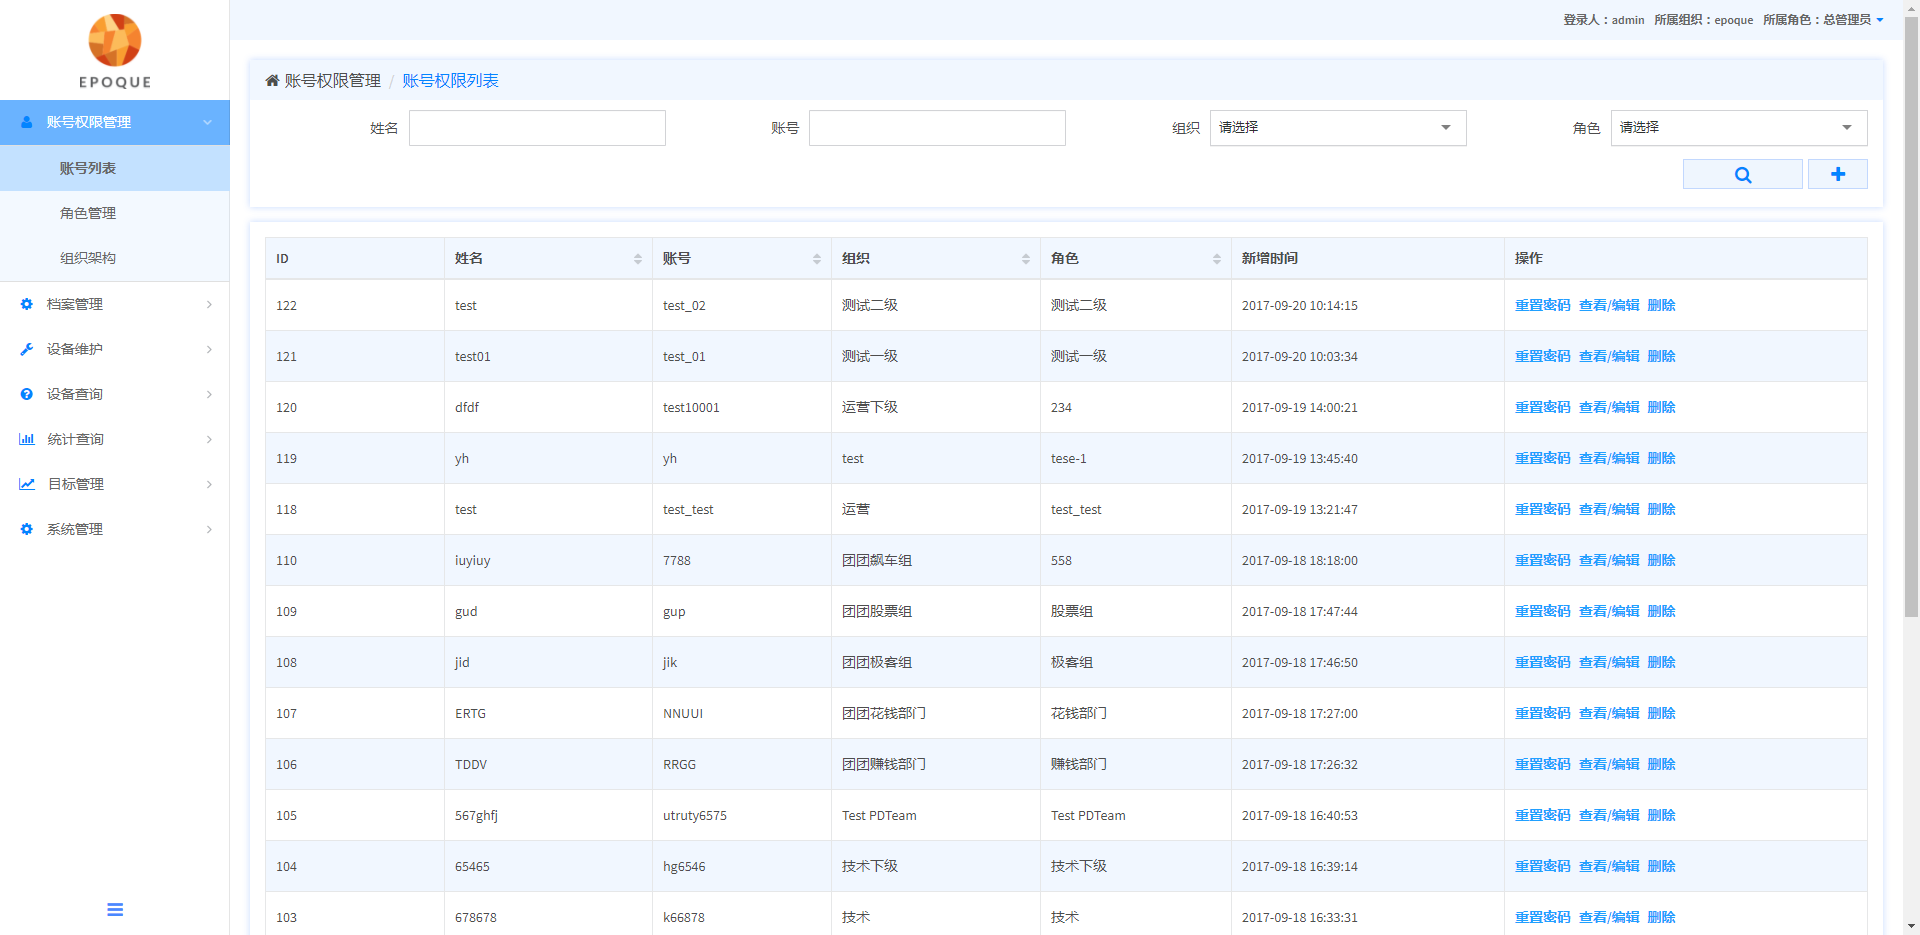 EPOQUE
账号权限管理
账号列表
角色管理
组织架构
档案管理
设备维护
设备查询
统计查询
目标管理
系统管理
登录人：admin 所属组织：epoque 所属角色：总管理员
账号权限管理 / 账号权限列表
姓名 账号 组织 请选择 角色 请选择
ID 姓名 账号 组织 角色 新增时间 操作
122 test test_02 测试二级 测试二级 2017-09-20 10:14:15 重置密码 查看/编辑 删除
121 test01 test_01 测试一级 测试一级 2017-09-20 10:03:34 重置密码 查看/编辑 删除
120 dfdf test10001 运营下级 234 2017-09-19 14:00:21 重置密码 查看/编辑 删除
119 yh yh test tese-1 2017-09-19 13:45:40 重置密码 查看/编辑 删除
118 test test_test 运营 test_test 2017-09-19 13:21:47 重置密码 查看/编辑 删除
110 iuyiuy 7788 团团飙车组 558 2017-09-18 18:18:00 重置密码 查看/编辑 删除
109 gud gup 团团股票组 股票组 2017-09-18 17:47:44 重置密码 查看/编辑 删除
108 jid jik 团团极客组 极客组 2017-09-18 17:46:50 重置密码 查看/编辑 删除
107 ERTG NNUUI 团团花钱部门 花钱部门 2017-09-18 17:27:00 重置密码 查看/编辑 删除
106 TDDV RRGG 团团赚钱部门 赚钱部门 2017-09-18 17:26:32 重置密码 查看/编辑 删除
105 567ghfj utruty6575 Test PDTeam Test PDTeam 2017-09-18 16:40:53 重置密码 查看/编辑 删除
104 65465 hg6546 技术下级 技术下级 2017-09-18 16:39:14 重置密码 查看/编辑 删除
103 678678 k66878 技术 技术 2017-09-18 16:33:31 重置密码 查看/编辑 删除